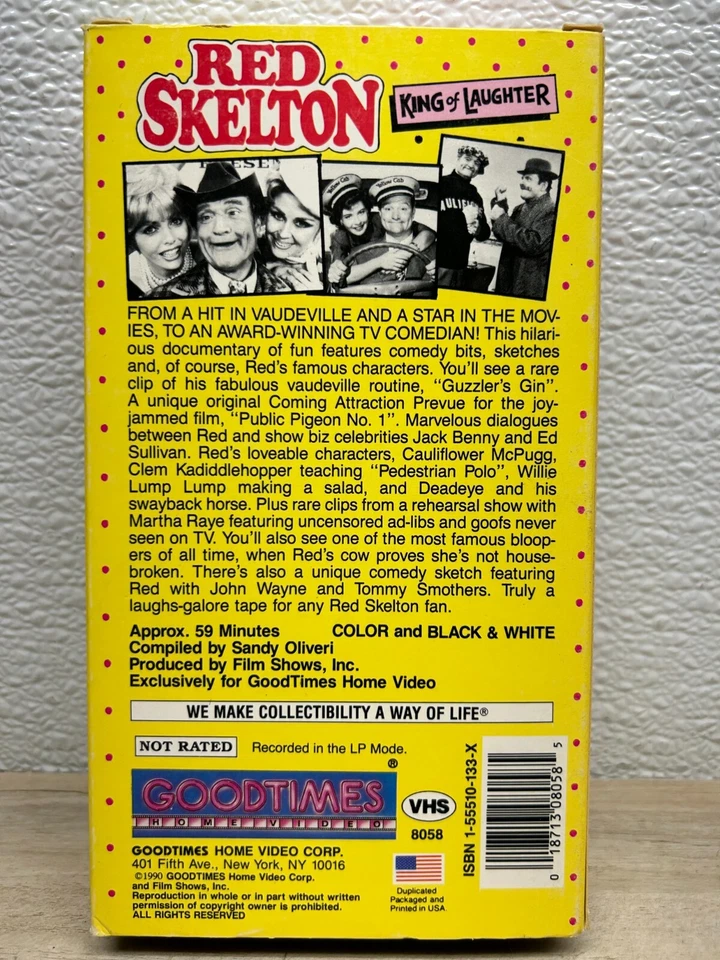 RED
SKELTON
KING of LAUGHTER
Yellow Cab
Yellow Cab
FROM A HIT IN VAUDEVILLE AND A STAR IN THE MOV-
IES, TO AN AWARD-WINNING TV COMEDIAN! This hilari-
ous documentary of fun features comedy bits, sketches
and, of course, Red's famous characters. You'll see a rare
clip of his fabulous vaudeville routine, "Guzzler's Gin".
A unique original Coming Attraction Prevue for the joy-
jammed film, "Public Pigeon No. 1". Marvelous dialogues
between Red and show biz celebrities Jack Benny and Ed
Sullivan. Red's loveable characters, Cauliflower McPugg,
Clem Kadiddlehopper teaching "Pedestrian Polo", Willie
Lump Lump making a salad, and Deadeye and his
swayback horse. Plus rare clips from a rehearsal show with
Martha Raye featuring uncensored ad-libs and goofs never
seen on TV. You'll also see one of the most famous bloop-
ers of all time, when Red's cow proves she's not house-
broken. There's also a unique comedy sketch featuring
Red with John Wayne and Tommy Smothers. Truly a
laughs-galore tape for any Red Skelton fan.
Approx. 59 Minutes COLOR and BLACK & WHITE
Compiled by Sandy Oliveri
Produced by Film Shows, Inc.
Exclusively for GoodTimes Home Video
WE MAKE COLLECTIBILITY A WAY OF LIFE®
NOT RATED Recorded in the LP Mode.
GOODTIMES ®
HOME VIDEO
VHS
8058
GOODTIMES HOME VIDEO CORP.
401 Fifth Ave., New York, NY 10016
©1990 GOODTIMES Home Video Corp.
and Film Shows, Inc.
Reproduction in whole or in part without written
permission of copyright owner is prohibited.
ALL RIGHTS RESERVED
Duplicated
Packaged and
Printed in USA
ISBN 1-55510-133-X
0 18713 08058 5